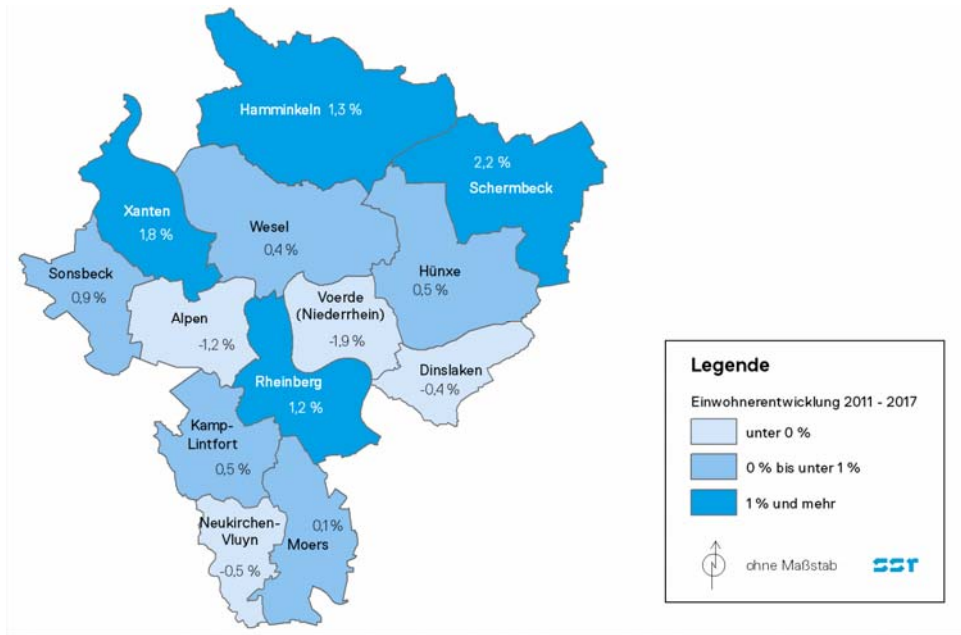 Hamminkeln 1,3 %
2,2 %
Schermbeck
Xanten
1,8 %
Wesel
0,4 %
Sonsbeck
0,9 %
Hünxe
0,5 %
Alpen
-1,2 %
Voerde
(Niederrhein)
-1,9 %
Dinslaken
-0,4 %
Rheinberg
1,2 %
Kamp-
Lintfort
0,5 %
Neukirchen-
Vluyn
-0,5 %
0,1 %
Moers
Legende
Einwohnerentwicklung 2011 - 2017
unter 0 %
0 % bis unter 1 %
1 % und mehr
ohne Maßstab
ssr